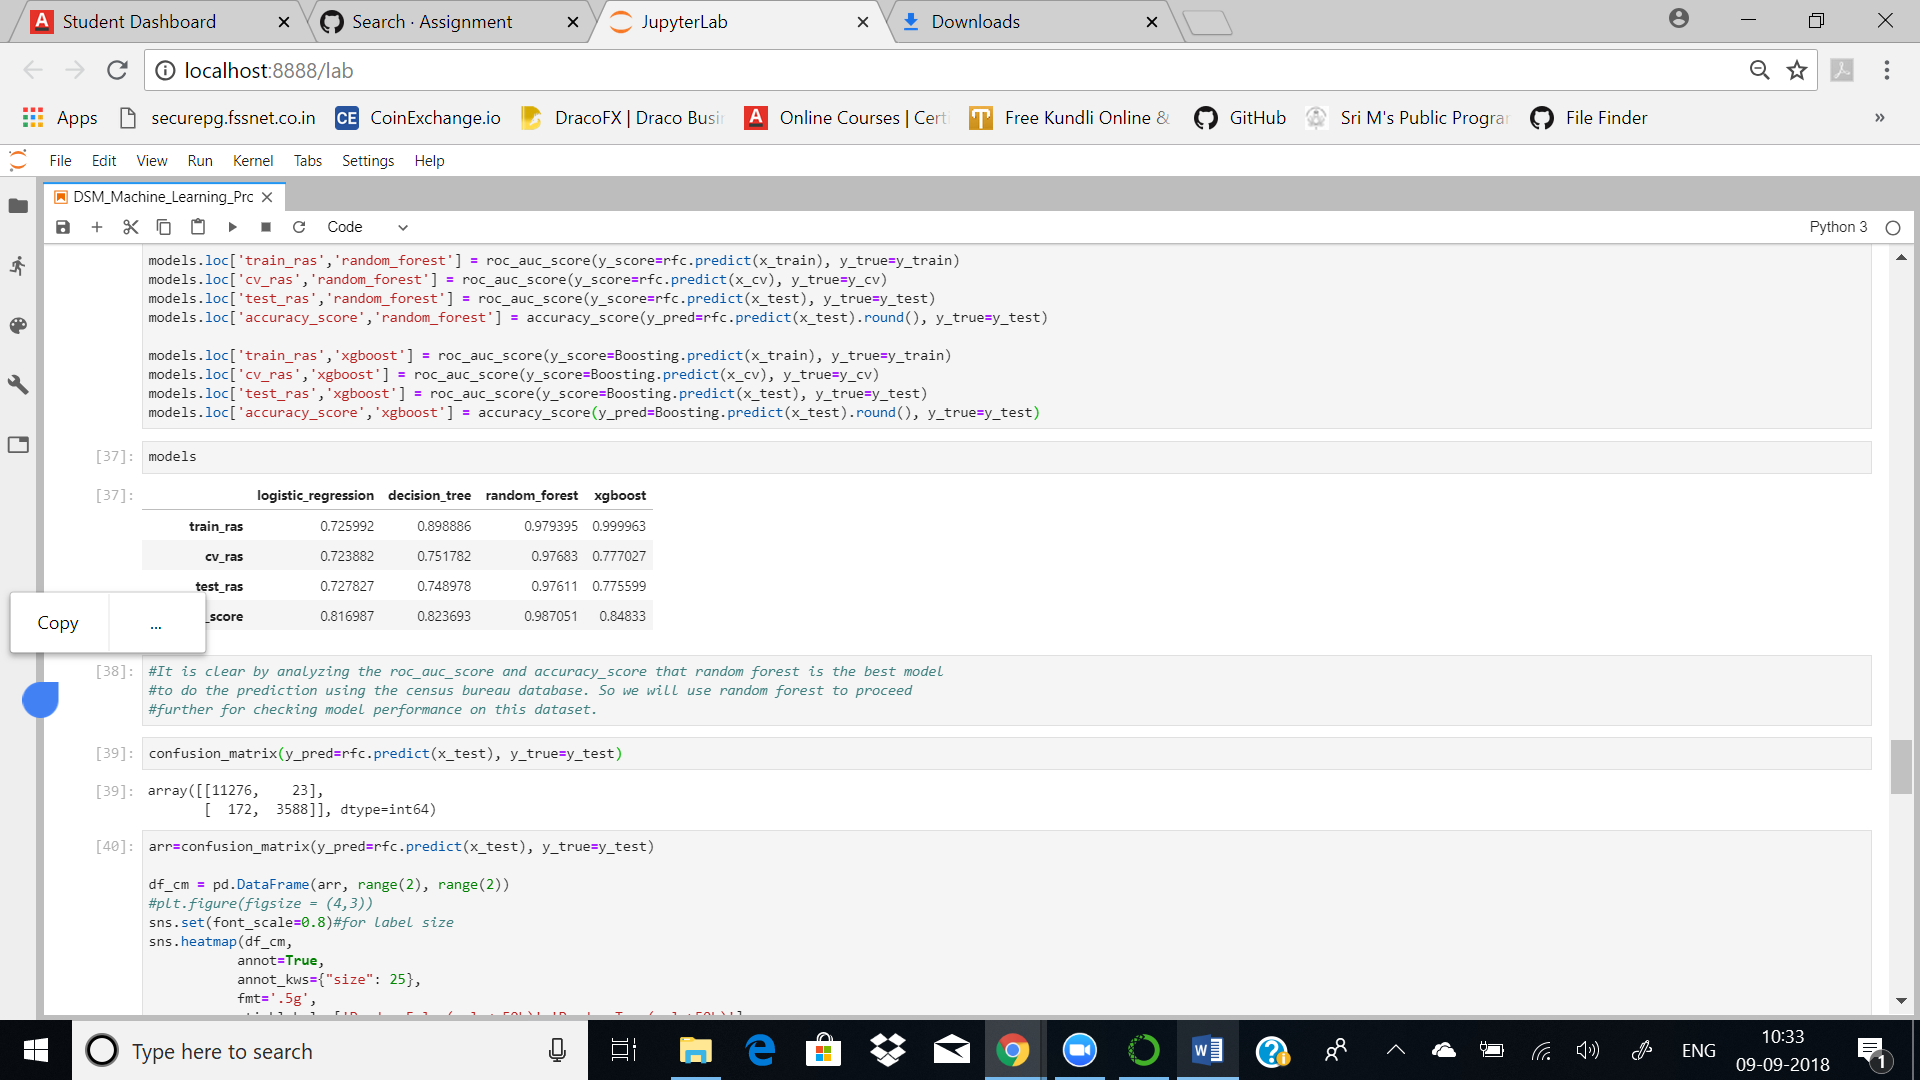 Student Dashboard
Search · Assignment
JupyterLab
Downloads
localhost:8888/lab
Apps
securepg.fssnet.co.in
CE
CoinExchange.io
DracoFX | Draco Busi
Online Courses | Certi
Free Kundli Online &
GitHub
Sri M's Public Progra
File Finder
»
File Edit View Run Kernel Tabs Settings Help
DSM_Machine_Learning_Pro
Code
Python 3
models.loc['train_ras','random_forest'] = roc_auc_score(y_score=rfc.predict(x_train), y_true=y_train)
models.loc['cv_ras','random_forest'] = roc_auc_score(y_score=rfc.predict(x_cv), y_true=y_cv)
models.loc['test_ras','random_forest'] = roc_auc_score(y_score=rfc.predict(x_test), y_true=y_test)
models.loc['accuracy_score','random_forest'] = accuracy_score(y_pred=rfc.predict(x_test).round(), y_true=y_test)
models.loc['train_ras','xgboost'] = roc_auc_score(y_score=Boosting.predict(x_train), y_true=y_train)
models.loc['cv_ras','xgboost'] = roc_auc_score(y_score=Boosting.predict(x_cv), y_true=y_cv)
models.loc['test_ras','xgboost'] = roc_auc_score(y_score=Boosting.predict(x_test), y_true=y_test)
models.loc['accuracy_score','xgboost'] = accuracy_score(y_pred=Boosting.predict(x_test).round(), y_true=y_test)
[37]: models
[37]: logistic_regression decision_tree random_forest xgboost
train_ras 0.725992 0.898886 0.979395 0.999963
cv_ras 0.723882 0.751782 0.97683 0.777027
test_ras 0.727827 0.748978 0.97611 0.775599
_score 0.816987 0.823693 0.987051 0.84833
Copy ...
[38]: #It is clear by analyzing the roc_auc_score and accuracy_score that random forest is the best model
#to do the prediction using the census bureau database. So we will use random forest to proceed
#further for checking model performance on this dataset.
[39]: confusion_matrix(y_pred=rfc.predict(x_test), y_true=y_test)
[39]: array([[11276, 23],
[ 172, 3588]], dtype=int64)
[40]: arr=confusion_matrix(y_pred=rfc.predict(x_test), y_true=y_test)
df_cm = pd.DataFrame(arr, range(2), range(2))
#plt.figure(figsize = (4,3))
sns.set(font_scale=0.8)#for label size
sns.heatmap(df_cm,
annot=True,
annot_kws={"size": 25},
fmt='.5g',
Type here to search
ENG
10:33
09-09-2018
1